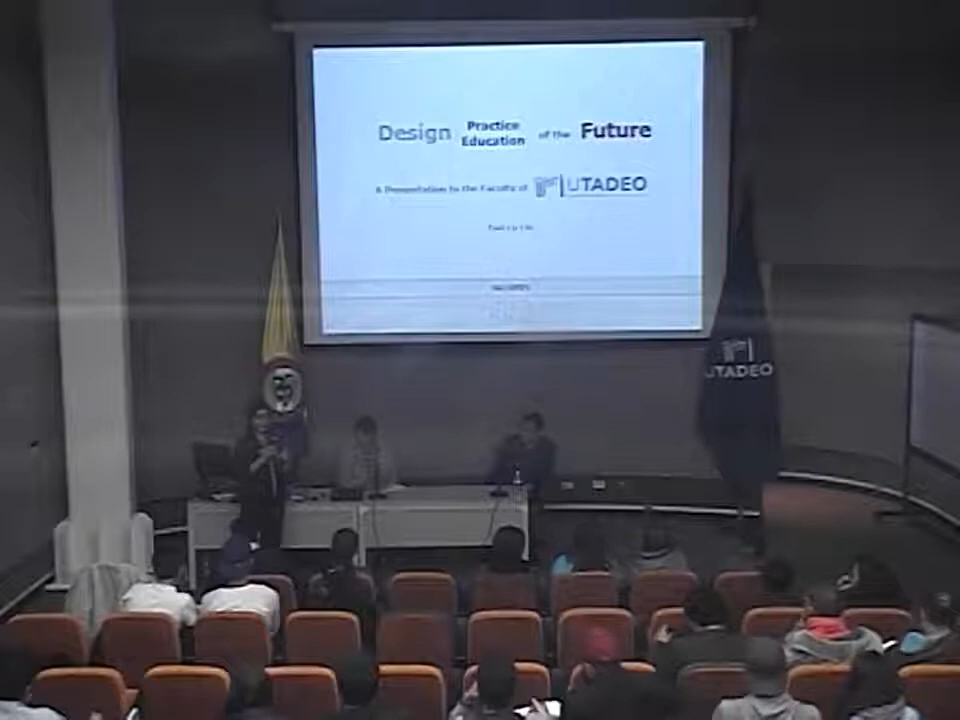 Design Practice Education of the Future
A Presentation to the Faculty of UTADEO
UTADEO